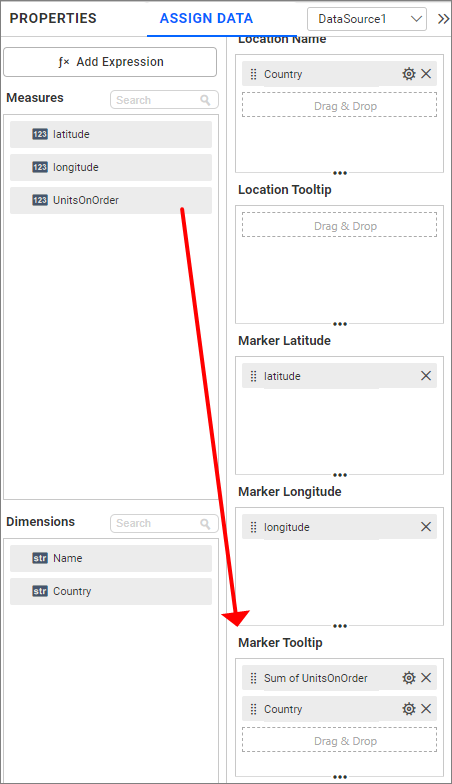 PROPERTIES
ASSIGN DATA
DataSource1
ƒ× Add Expression
Measures
Search
123 latitude
123 longitude
123 UnitsOnOrder
Dimensions
Search
str Name
str Country
Location Name
Country
Drag & Drop
Location Tooltip
Drag & Drop
Marker Latitude
latitude
Marker Longitude
longitude
Marker Tooltip
Sum of UnitsOnOrder
Country
Drag & Drop